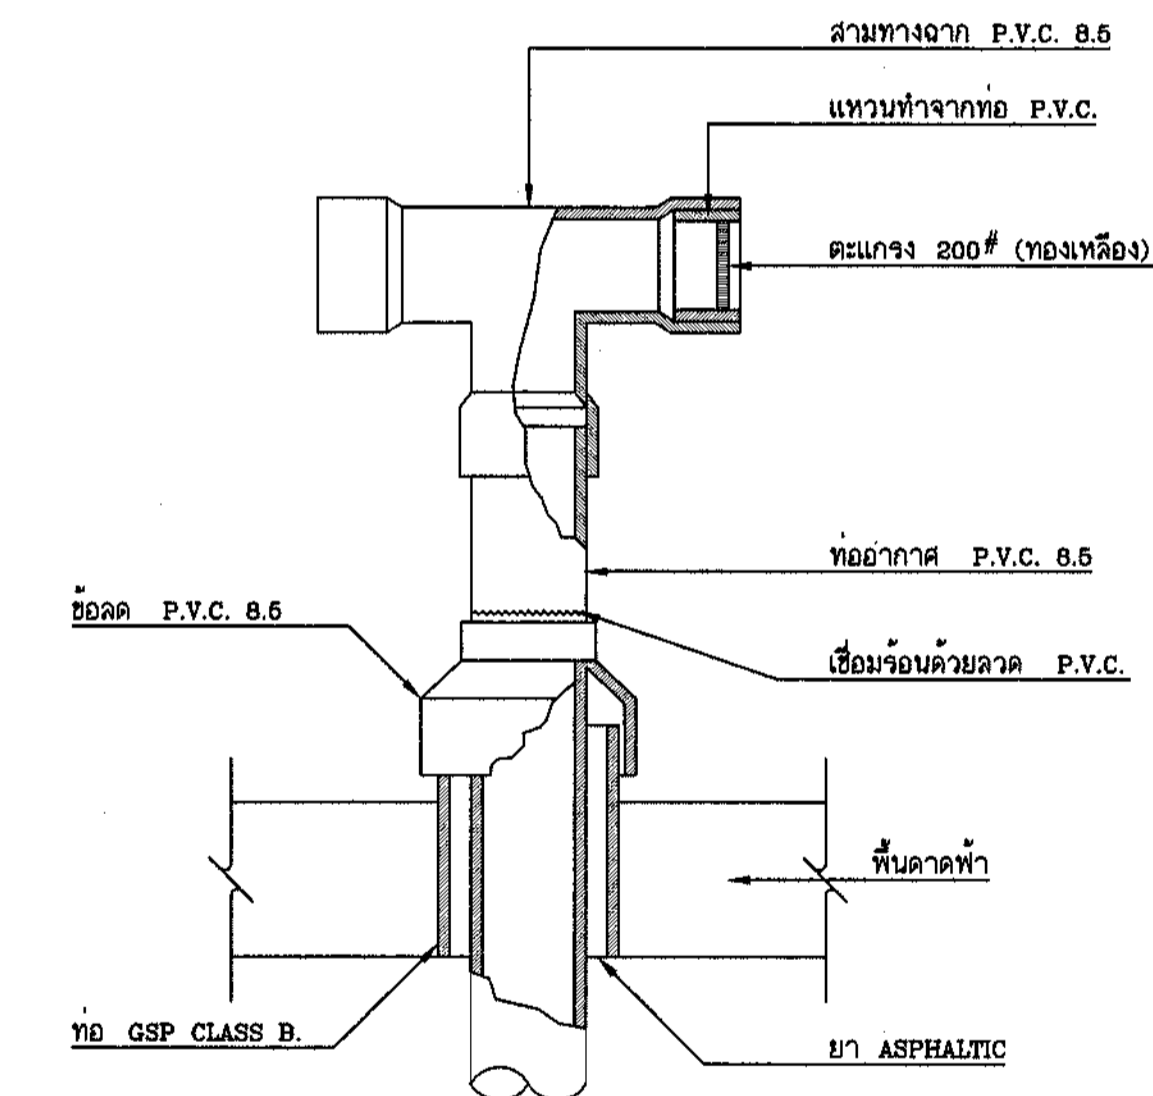 สามทางฉาก P.V.C. 8.5
แหวนทำจากท่อ P.V.C.
ตะแกรง 200# (ทองเหลือง)
ท่ออากาศ P.V.C. 8.5
ข้อลด P.V.C. 8.5
เชื่อมร้อนด้วยลวด P.V.C.
พื้นดาดฟ้า
ท่อ GSP CLASS B.
ยา ASPHALTIC